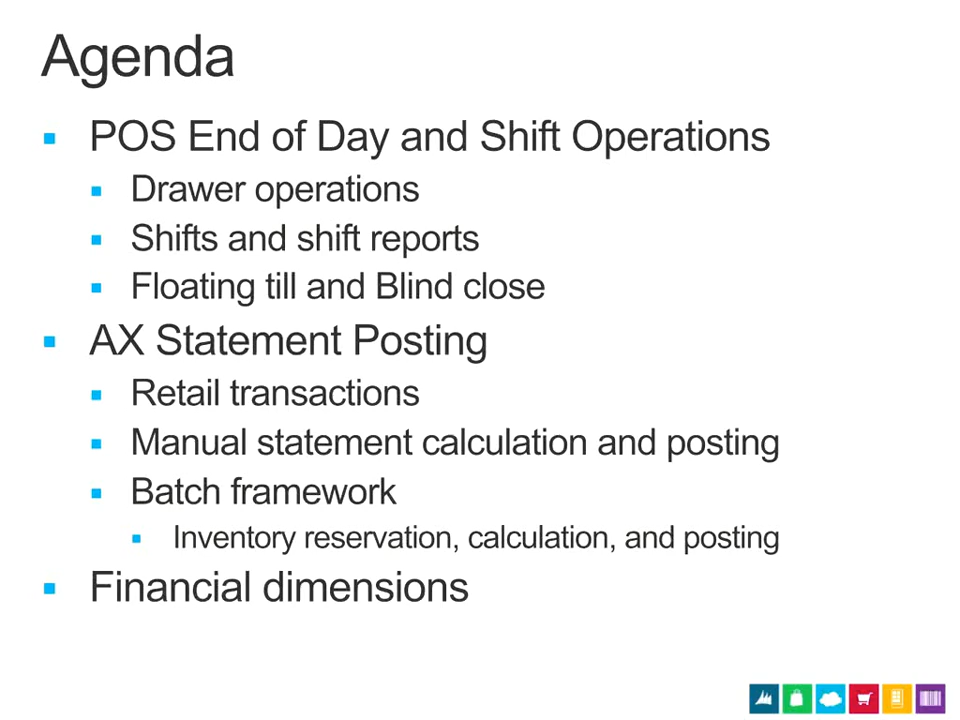 Agenda
POS End of Day and Shift Operations
Drawer operations
Shifts and shift reports
Floating till and Blind close
AX Statement Posting
Retail transactions
Manual statement calculation and posting
Batch framework
Inventory reservation, calculation, and posting
Financial dimensions